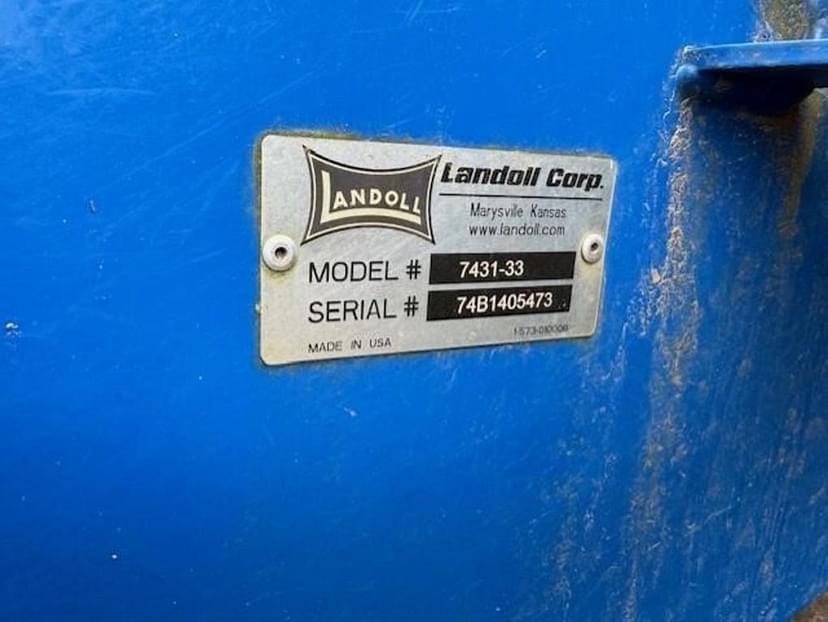 LANDOLL
Landoll Corp.
Marysville Kansas
www.landoll.com
MODEL # 7431-33
SERIAL # 74B1405473
MADE IN USA